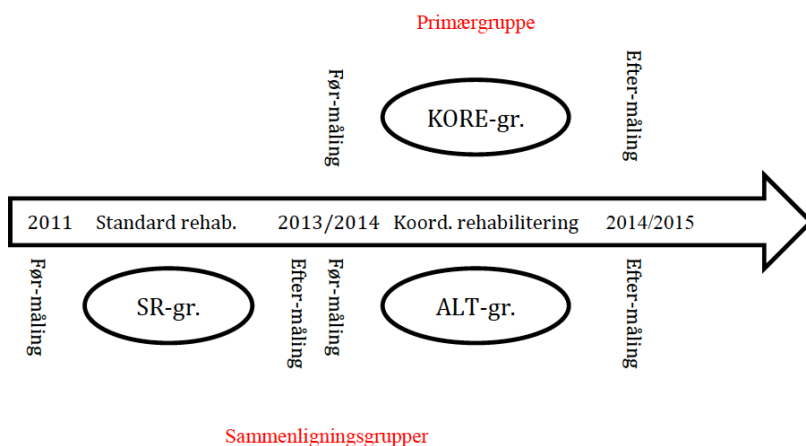 Primærgruppe
Før-måling
KORE-gr.
Efter-måling
2011 Standard rehab. 2013/2014 Koord. rehabilitering 2014/2015
Før-måling
SR-gr.
Efter-måling
Før-måling
ALT-gr.
Efter-måling
Sammenligningsgrupper